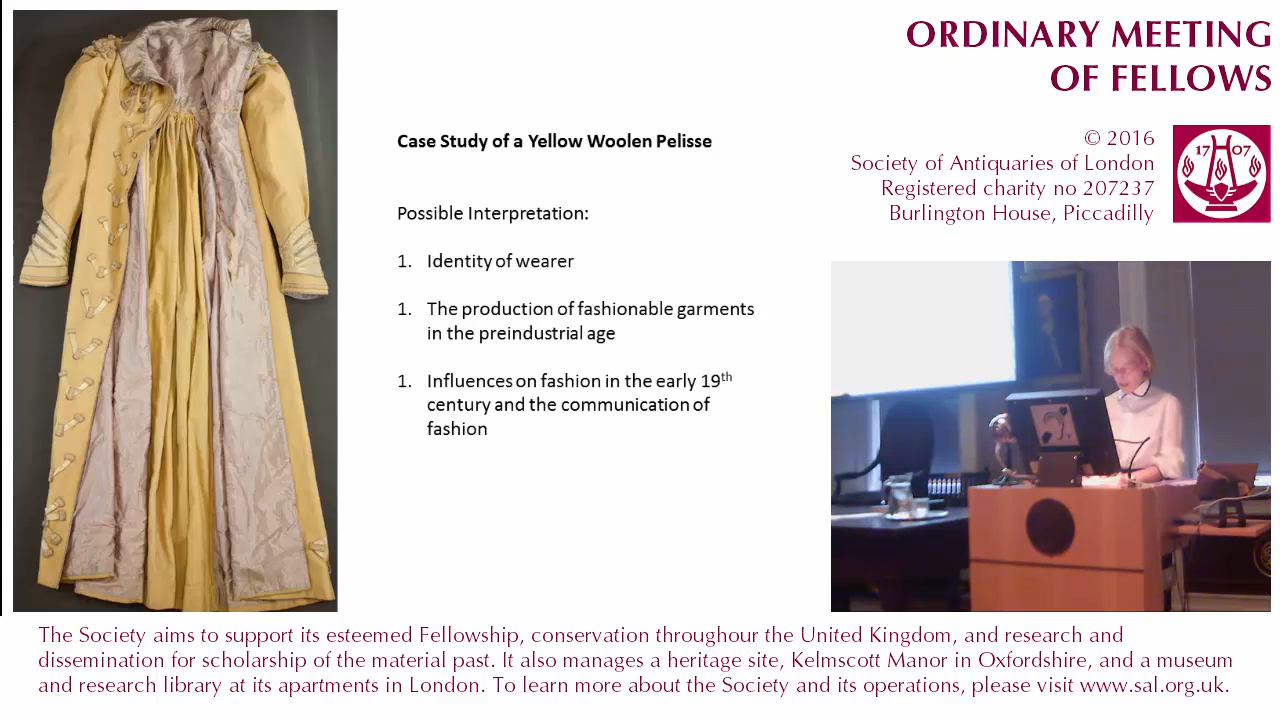 ORDINARY MEETING
OF FELLOWS
© 2016
Society of Antiquaries of London
Registered charity no 207237
Burlington House, Piccadilly
17 07
Case Study of a Yellow Woolen Pelisse
Possible Interpretation:
1. Identity of wearer
1. The production of fashionable garments
in the preindustrial age
1. Influences on fashion in the early 19th
century and the communication of
fashion
The Society aims to support its esteemed Fellowship, conservation throughour the United Kingdom, and research and
dissemination for scholarship of the material past. It also manages a heritage site, Kelmscott Manor in Oxfordshire, and a museum
and research library at its apartments in London. To learn more about the Society and its operations, please visit www.sal.org.uk.